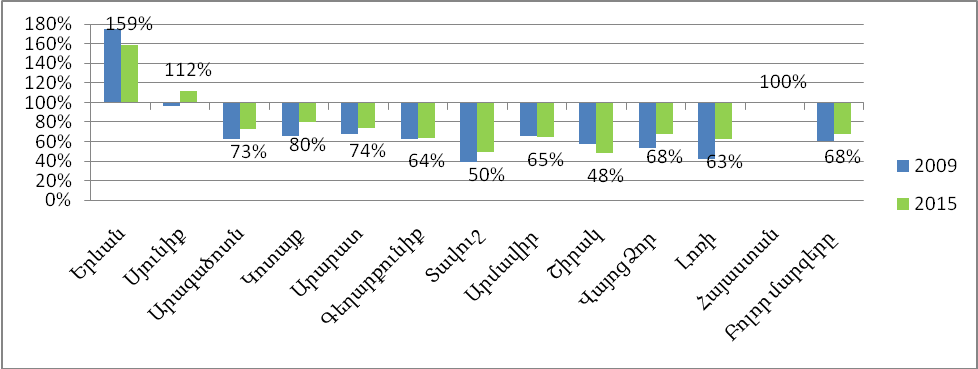 180%
160%
140%
120%
100%
80%
60%
40%
20%
0%
159%
112%
73%
80%
74%
64%
50%
65%
48%
68%
63%
100%
68%
Երևան
Սյունիք
Արագածոտն
Կոտայք
Արարատ
Գեղարքունիք
Տավուշ
Արմավիր
Շիրակ
Վայոց Ձոր
Լոռի
Հայաստան
Բոլոր մարզերը
2009
2015